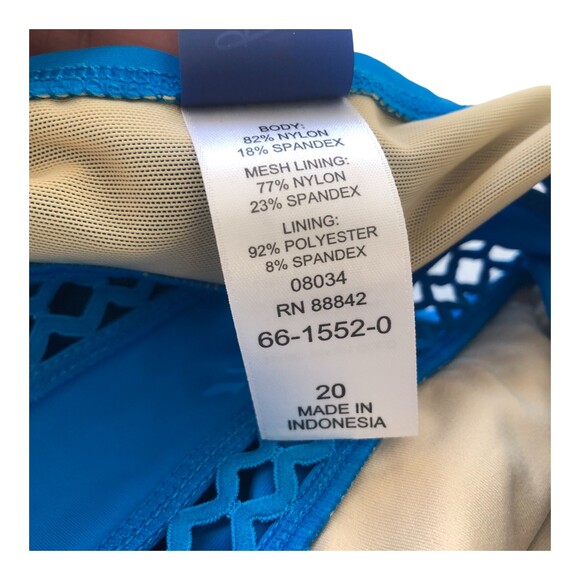 BODY:
82% NYLON
18% SPANDEX
MESH LINING:
77% NYLON
23% SPANDEX
LINING:
92% POLYESTER
8% SPANDEX
08034
RN 88842
66-1552-0
20
MADE IN
INDONESIA